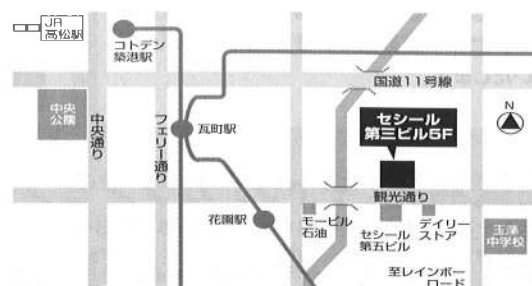 JR
高松駅
コトデン
築港駅
国道11号線
中央
公園
中央通り
フェリー通り
瓦町駅
セシール
第三ビル5F
N
観光通り
花園駅
モービル
石油
セシール
第五ビル
デイリー
ストア
玉藻
中学校
至レインボー
ロード